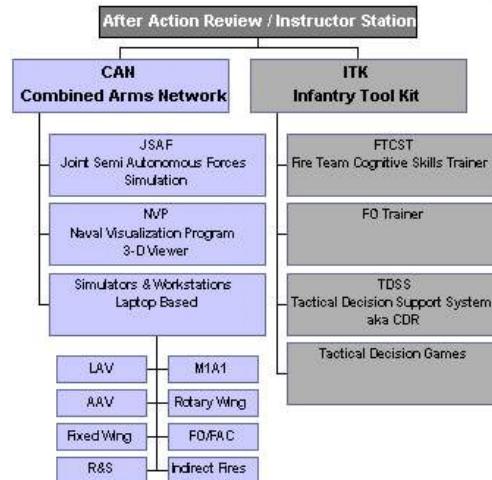 After Action Review / Instructor Station
CAN
Combined Arms Network
JSAF
Joint Semi Autonomous Forces
Simulation
NVP
Naval Visualization Program
3-D Viewer
Simulators & Workstations
Laptop Based
LAV
M1A1
AAV
Rotary Wing
Fixed Wing
FO/FAC
R&S
Indirect Fires
ITK
Infantry Tool Kit
FTCST
Fire Team Cognitive Skills Trainer
FO Trainer
TDSS
Tactical Decision Support System
aka CDR
Tactical Decision Games